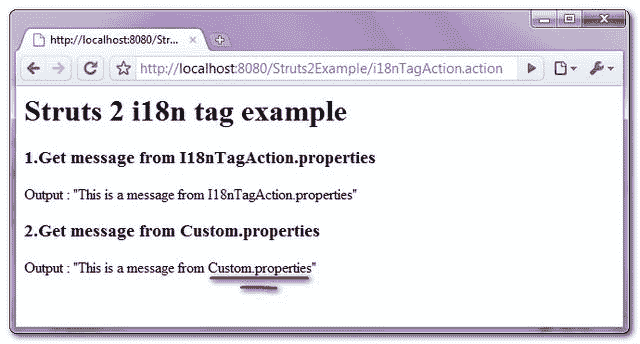 http://localhost:8080/Str...
http://localhost:8080/Struts2Example/i18nTagAction.action
Struts 2 i18n tag example
1.Get message from I18nTagAction.properties
Output : "This is a message from I18nTagAction.properties"
2.Get message from Custom.properties
Output : "This is a message from Custom.properties"